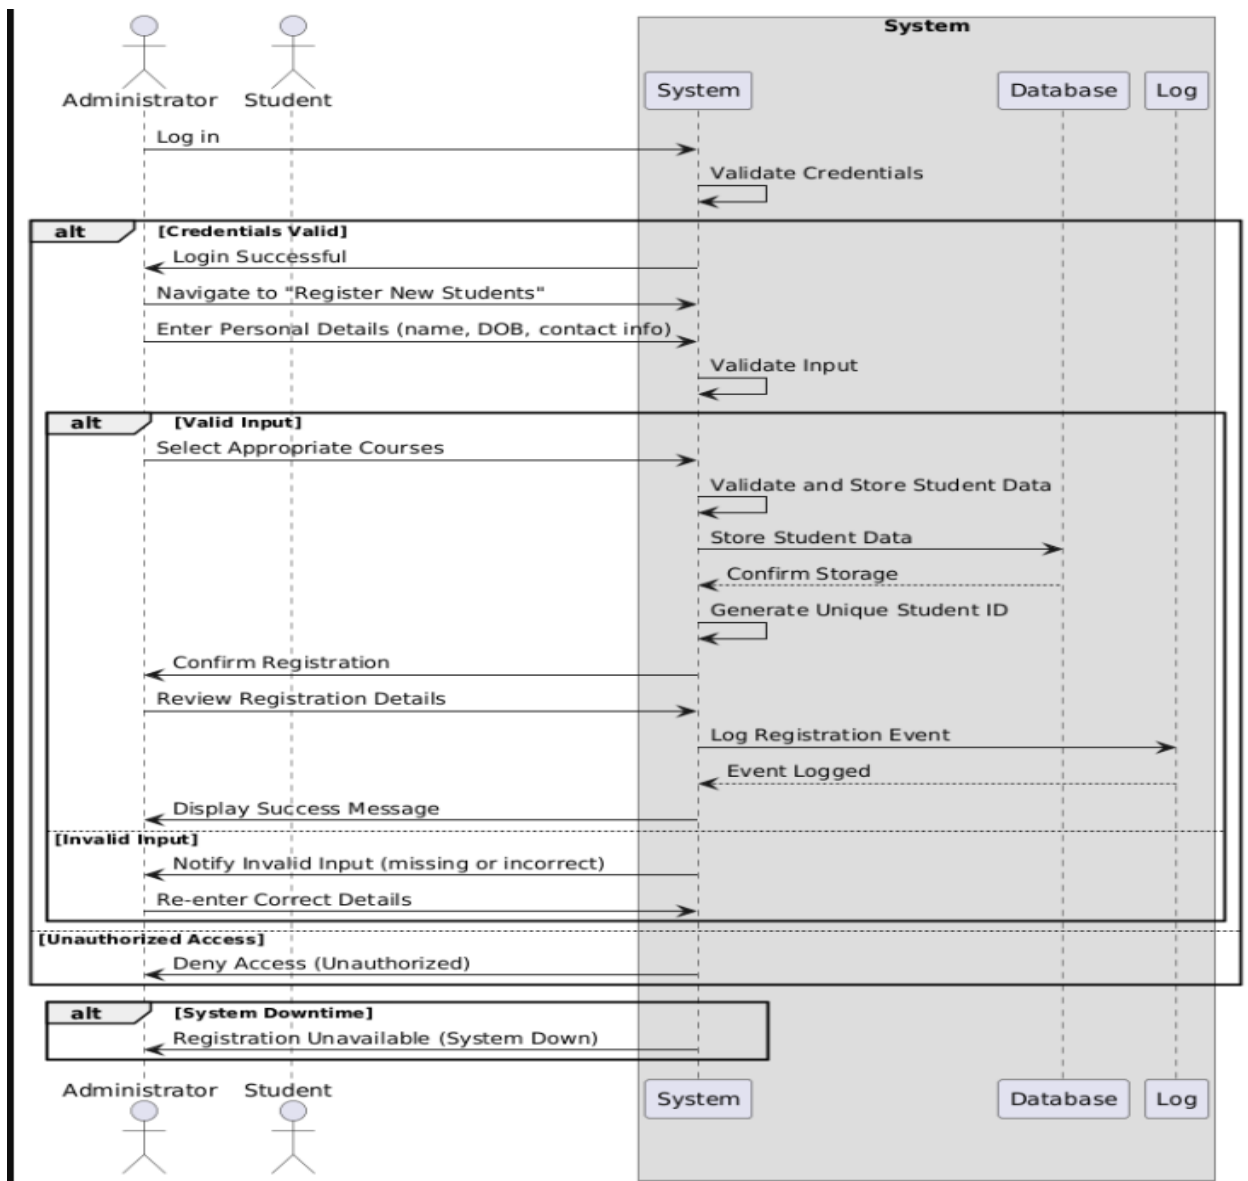 System
Administrator
Student
System
Database
Log
Log in
Validate Credentials
alt [Credentials Valid]
Login Successful
Navigate to "Register New Students"
Enter Personal Details (name, DOB, contact info)
Validate Input
alt [Valid Input]
Select Appropriate Courses
Validate and Store Student Data
Store Student Data
Confirm Storage
Generate Unique Student ID
Confirm Registration
Review Registration Details
Log Registration Event
Event Logged
Display Success Message
[Invalid Input]
Notify Invalid Input (missing or incorrect)
Re-enter Correct Details
[Unauthorized Access]
Deny Access (Unauthorized)
alt [System Downtime]
Registration Unavailable (System Down)
Administrator
Student
System
Database
Log